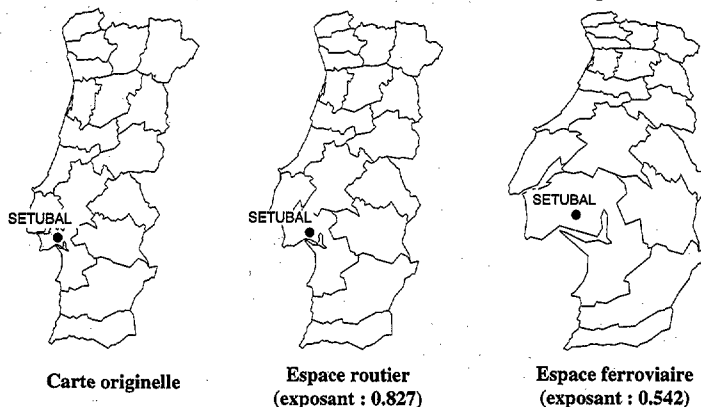 SETUBAL
SETUBAL
SETUBAL
Carte originelle
Espace routier
(exposant : 0.827)
Espace ferroviaire
(exposant : 0.542)